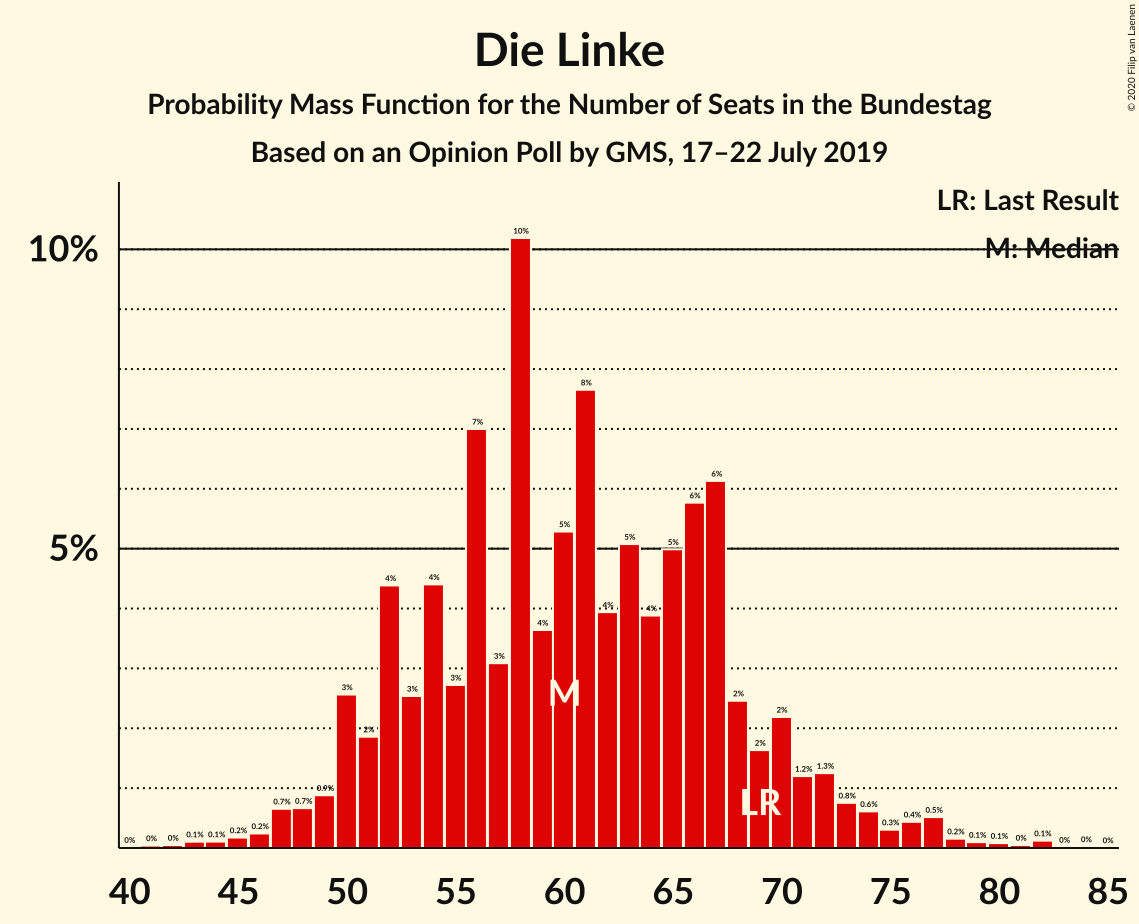 Die Linke
Probability Mass Function for the Number of Seats in the Bundestag
Based on an Opinion Poll by GMS, 17–22 July 2019
© 2020 Filip van Laenen
LR: Last Result
M: Median
10%
5%
0% 0% 0% 0.1% 0.1% 0.2% 0.2% 0.7% 0.7% 0.9% 3% 2% 4% 3% 4% 3% 7% 3% 10% 4% 5% 8% 4% 5% 4% 5% 6% 6% 2% 2% 2% 1.2% 1.3% 0.8% 0.6% 0.3% 0.4% 0.5% 0.2% 0.1% 0.1% 0% 0.1% 0% 0% 0%
M
LR
40 45 50 55 60 65 70 75 80 85